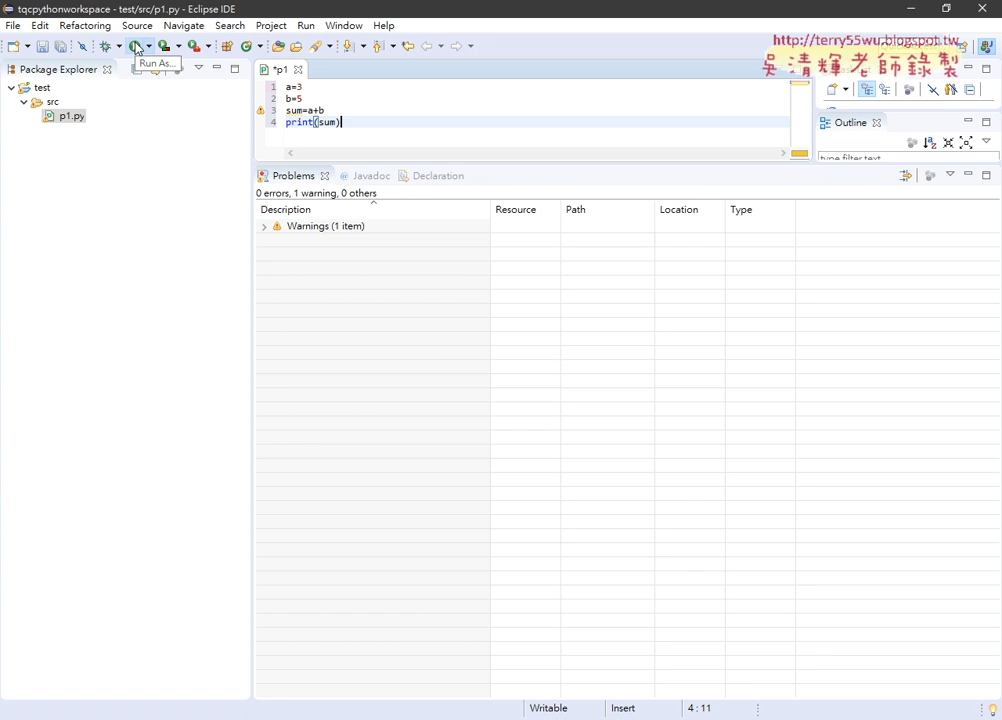 tqcpythonworkspace - test/src/p1.py - Eclipse IDE
File Edit Refactoring Source Navigate Search Project Run Window Help
http://terry55wu.blogspot.tw
吳清輝老師錄製
Run As...
Package Explorer
*p1
test
src
p1.py
1 a=3
2 b=5
3 sum=a+b
4 print(sum)
Outline
type filter text
Problems Javadoc Declaration
0 errors, 1 warning, 0 others
Description Resource Path Location Type
Warnings (1 item)
Writable Insert 4 : 11